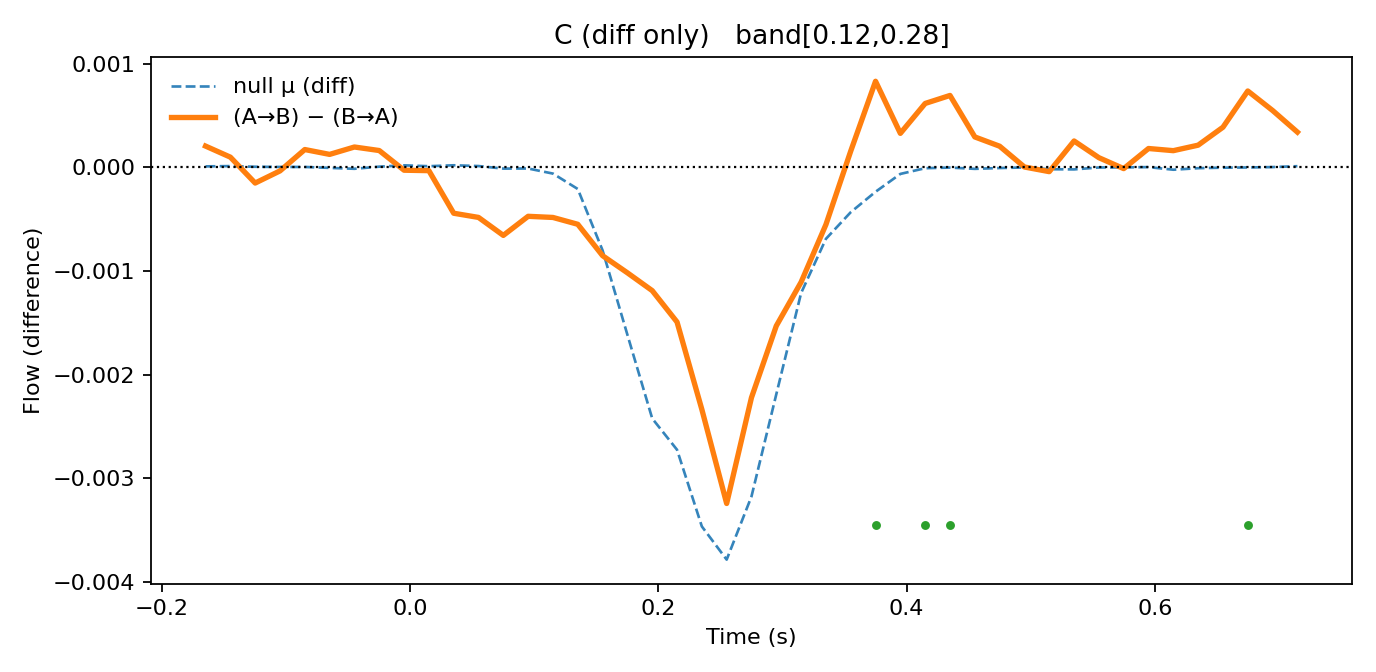 C (diff only)   band[0.12,0.28]
0.001
0.000
−0.001
−0.002
−0.003
−0.004
Flow (difference)
null μ (diff)
(A→B) − (B→A)
−0.2
0.0
0.2
0.4
0.6
Time (s)